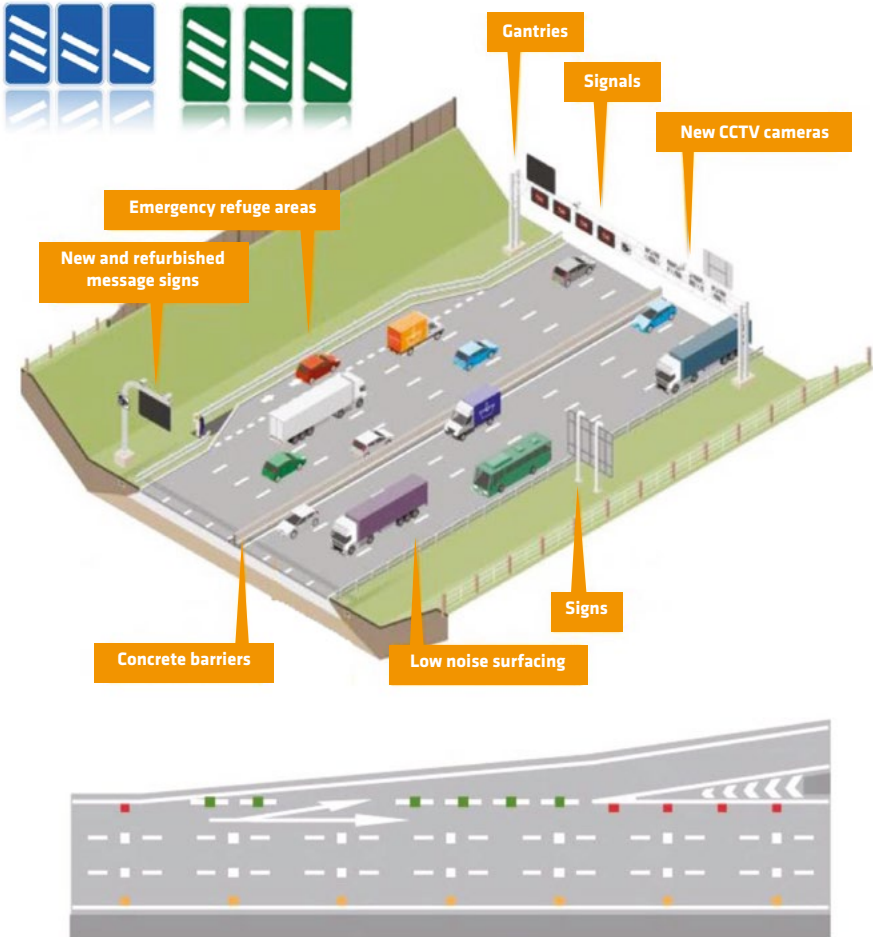 Gantries
Signals
New CCTV cameras
Emergency refuge areas
New and refurbished
message signs
Signs
Concrete barriers
Low noise surfacing